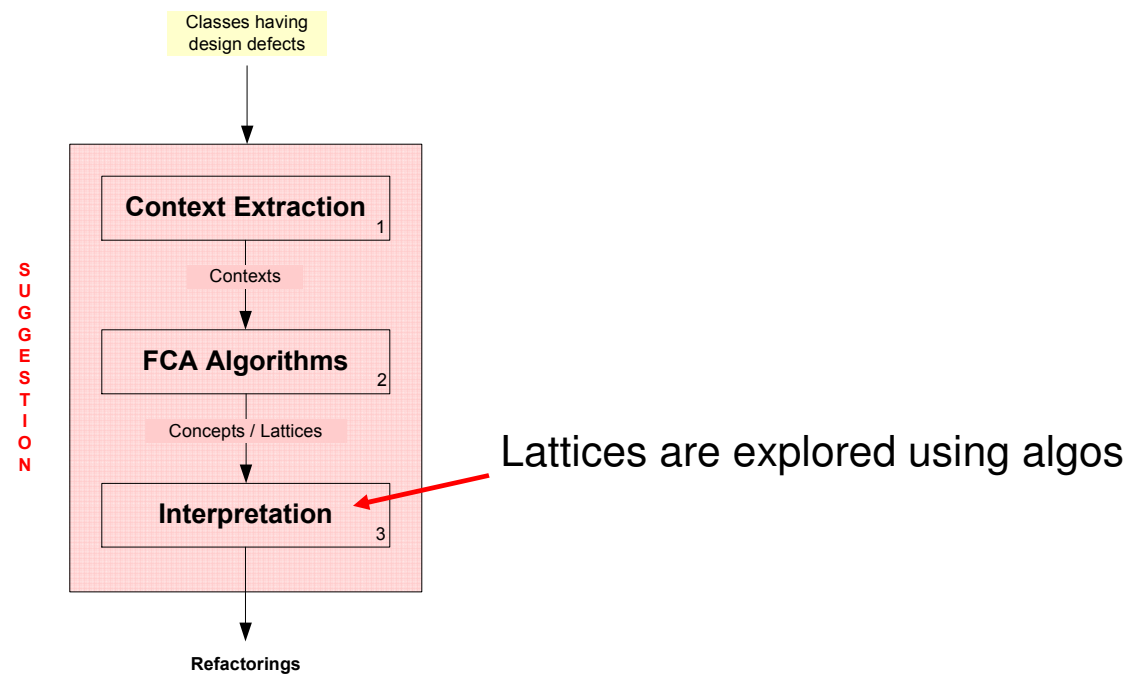 Classes having
design defects
Context Extraction
1
Contexts
FCA Algorithms
2
Concepts / Lattices
Interpretation
3
Refactorings
SUGGESTION
Lattices are explored using algos